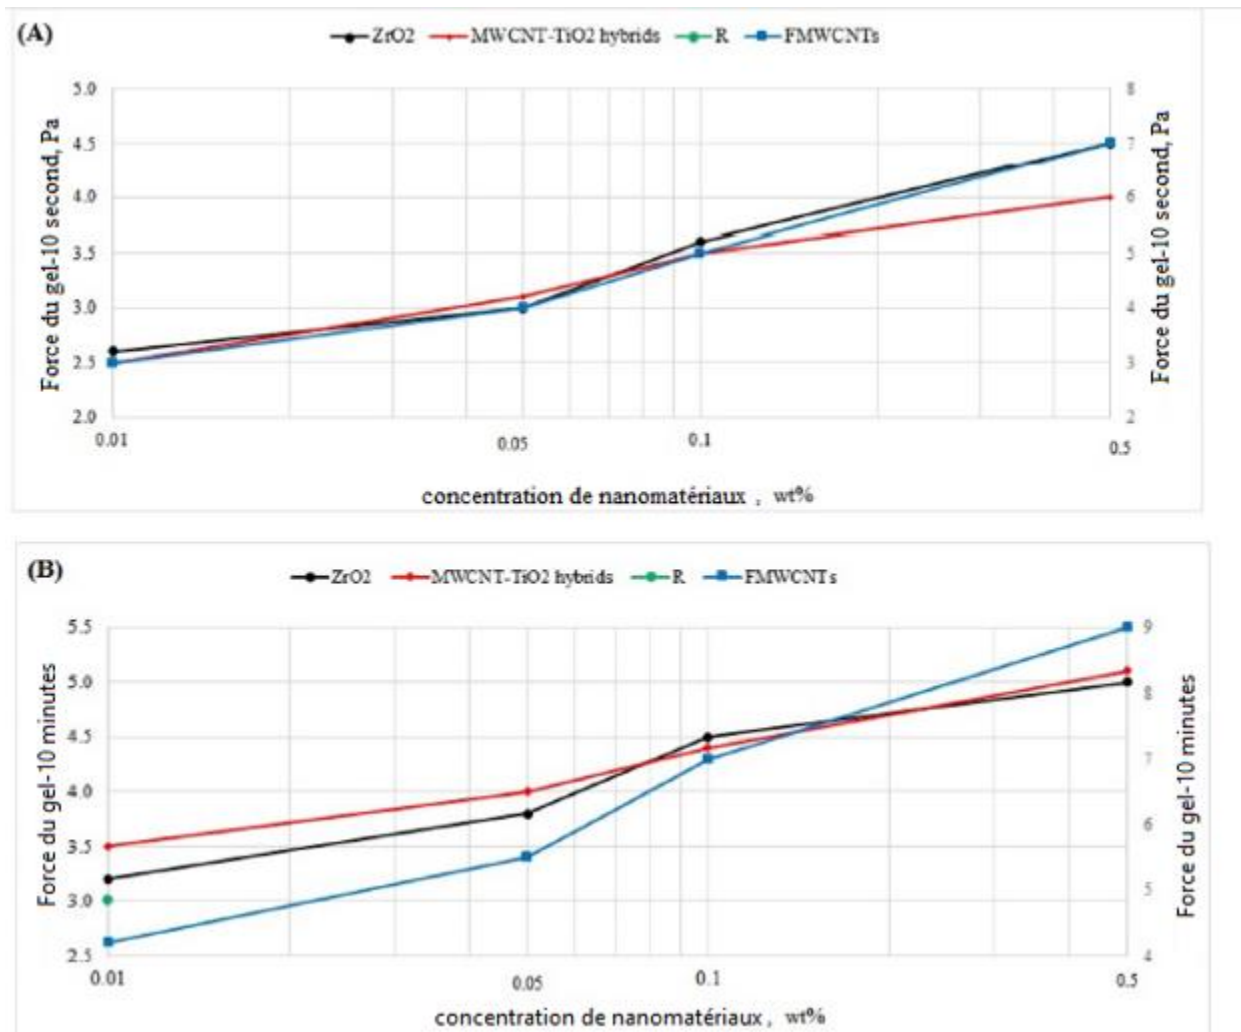 (A)
ZrO2 MWCNT-TiO2 hybrids R FMWCNTs
Force du gel-10 second, Pa
5.0
4.5
4.0
3.5
3.0
2.5
2.0
8
7
6
5
4
3
2
Force du gel-10 second, Pa
0.01 0.05 0.1 0.5
concentration de nanomatériaux , wt%
(B)
ZrO2 MWCNT-TiO2 hybrids R FMWCNTs
Force du gel-10 minutes
5.5
5.0
4.5
4.0
3.5
3.0
2.5
9
8
7
6
5
4
Force du gel-10 minutes
0.01 0.05 0.1 0.5
concentration de nanomatériaux , wt%